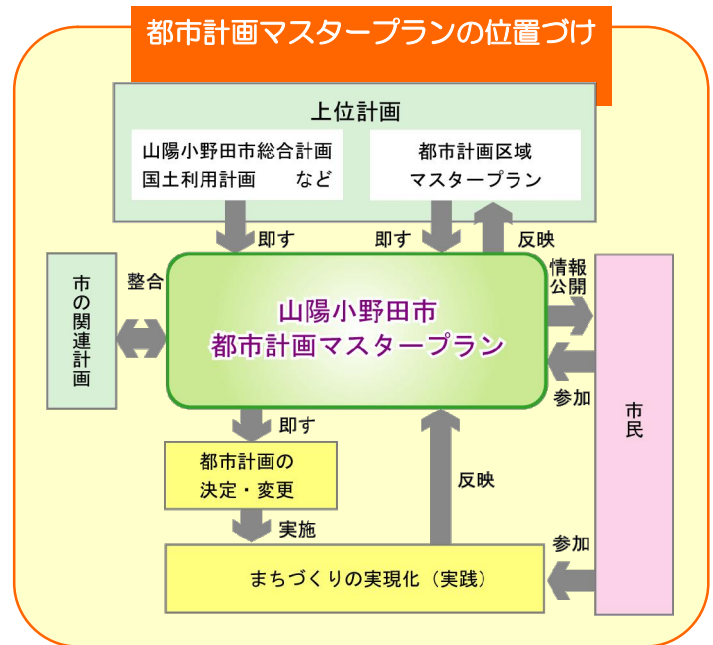 都市計画マスタープランの位置づけ
上位計画
山陽小野田市総合計画
国土利用計画　　など
都市計画区域
マスタープラン
即す
即す
反映
市の関連計画
整合
山陽小野田市
都市計画マスタープラン
情報
公開
参加
市民
即す
都市計画の
決定・変更
反映
実施
参加
まちづくりの実現化（実践）